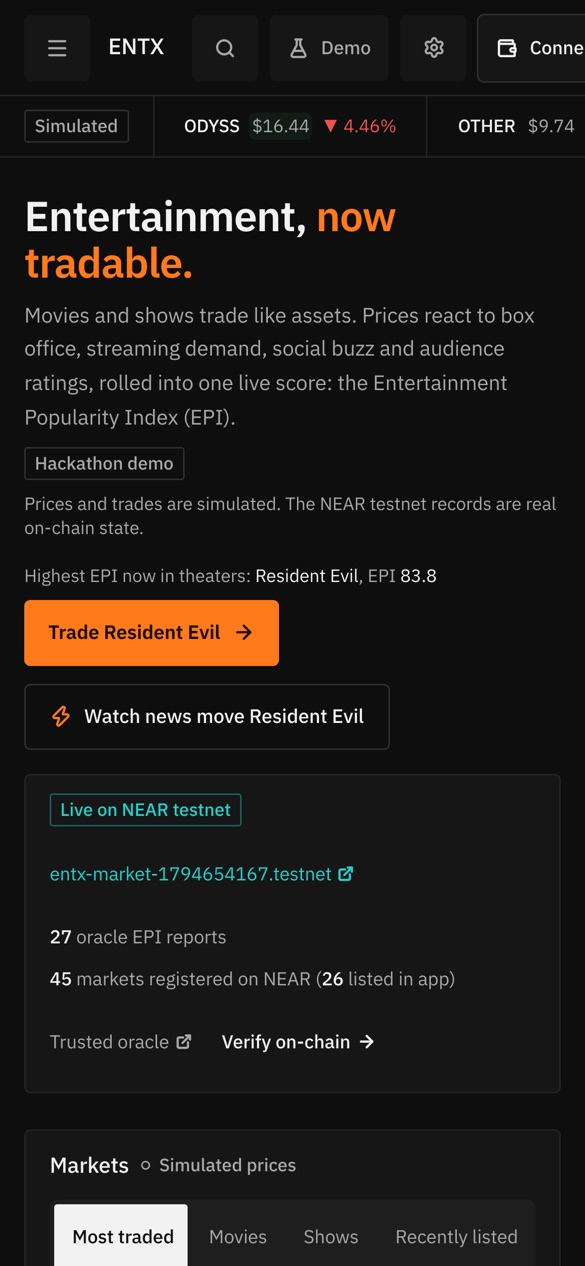 ENTX
Demo
Conne
Simulated
ODYSS $16.44 ▼ 4.46%
OTHER $9.74
Entertainment, now
tradable.
Movies and shows trade like assets. Prices react to box
office, streaming demand, social buzz and audience
ratings, rolled into one live score: the Entertainment
Popularity Index (EPI).
Hackathon demo
Prices and trades are simulated. The NEAR testnet records are real
on-chain state.
Highest EPI now in theaters: Resident Evil, EPI 83.8
Trade Resident Evil →
Watch news move Resident Evil
Live on NEAR testnet
entx-market-1794654167.testnet
27 oracle EPI reports
45 markets registered on NEAR (26 listed in app)
Trusted oracle
Verify on-chain →
Markets
Simulated prices
Most traded
Movies
Shows
Recently listed